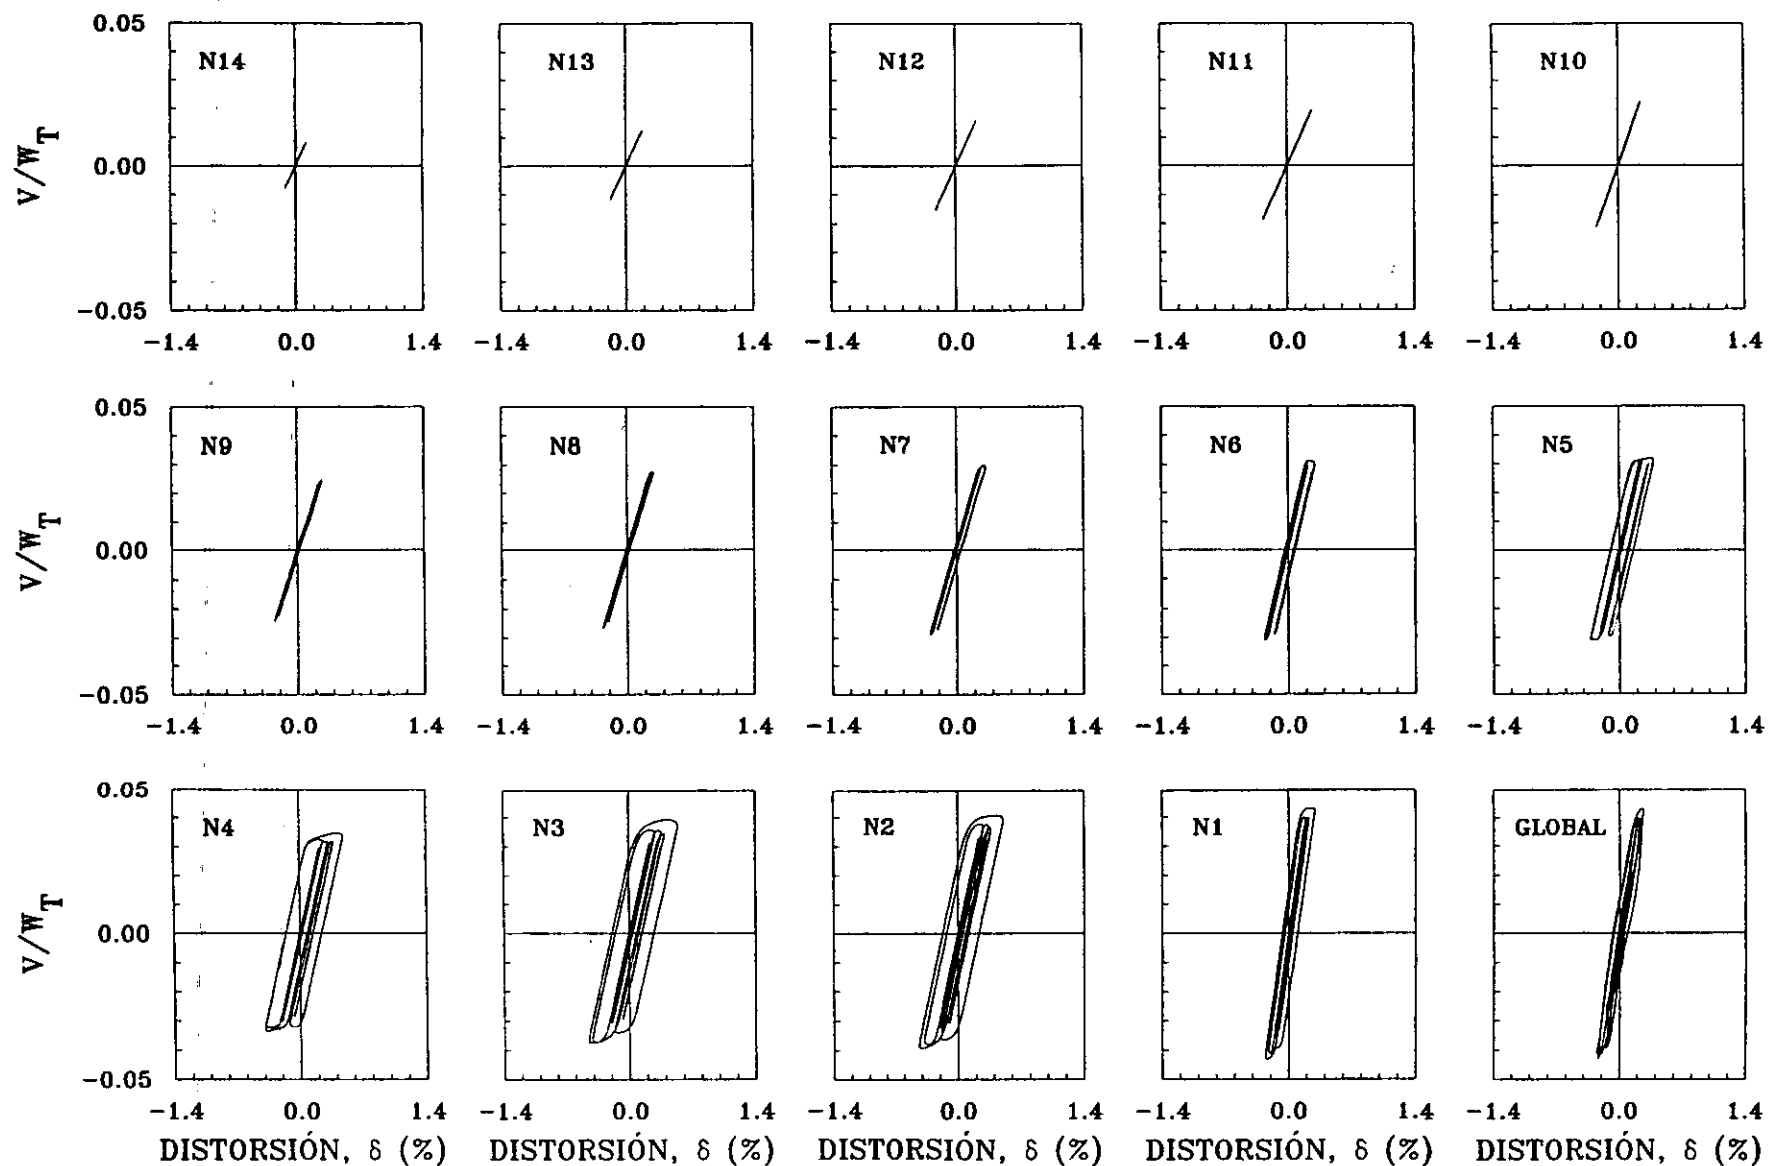 0.05
N14 N13 N12 N11 N10
V/W_T
0.00
-0.05
-1.4 0.0 1.4 -1.4 0.0 1.4 -1.4 0.0 1.4 -1.4 0.0 1.4 -1.4 0.0 1.4
0.05
N9 N8 N7 N6 N5
V/W_T
0.00
-0.05
-1.4 0.0 1.4 -1.4 0.0 1.4 -1.4 0.0 1.4 -1.4 0.0 1.4 -1.4 0.0 1.4
0.05
N4 N3 N2 N1 GLOBAL
V/W_T
0.00
-0.05
-1.4 0.0 1.4 -1.4 0.0 1.4 -1.4 0.0 1.4 -1.4 0.0 1.4 -1.4 0.0 1.4
DISTORSIÓN, δ (%) DISTORSIÓN, δ (%) DISTORSIÓN, δ (%) DISTORSIÓN, δ (%) DISTORSIÓN, δ (%)